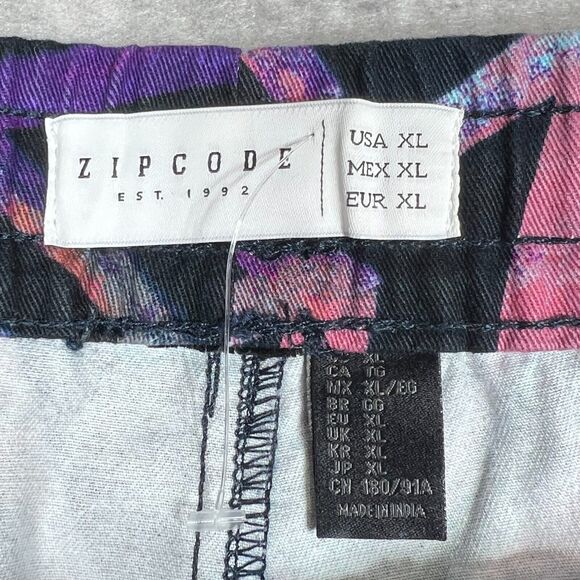 ZIPCODE
EST. 1992
USA XL
MEX XL
EUR XL
XL
CA TG
MX XL/EG
BR GG
EU XL
UK XL
KR XL
JP XL
CN 180/91A
MADE IN INDIA